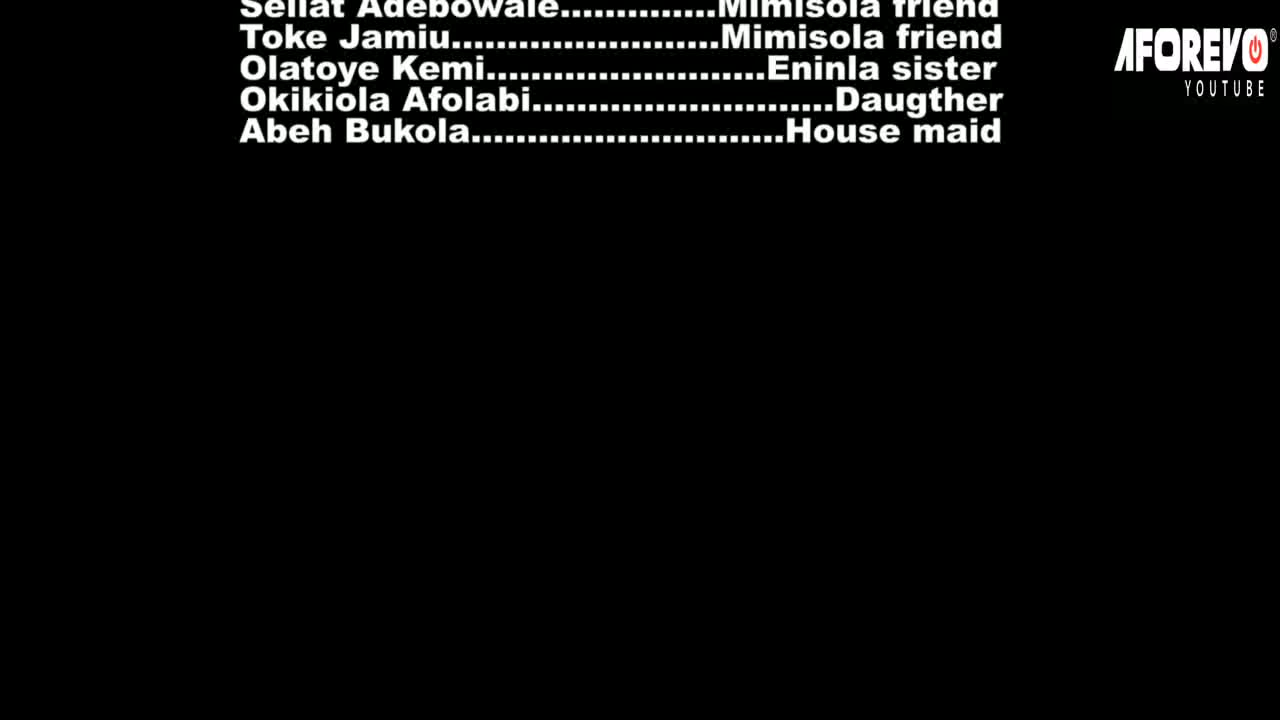 Seliat Adebowale..............Mimisola friend
Toke Jamiu........................Mimisola friend
Olatoye Kemi.........................Eninla sister
Okikiola Afolabi...........................Daugther
Abeh Bukola............................House maid
AFOREVO®
YOUTUBE